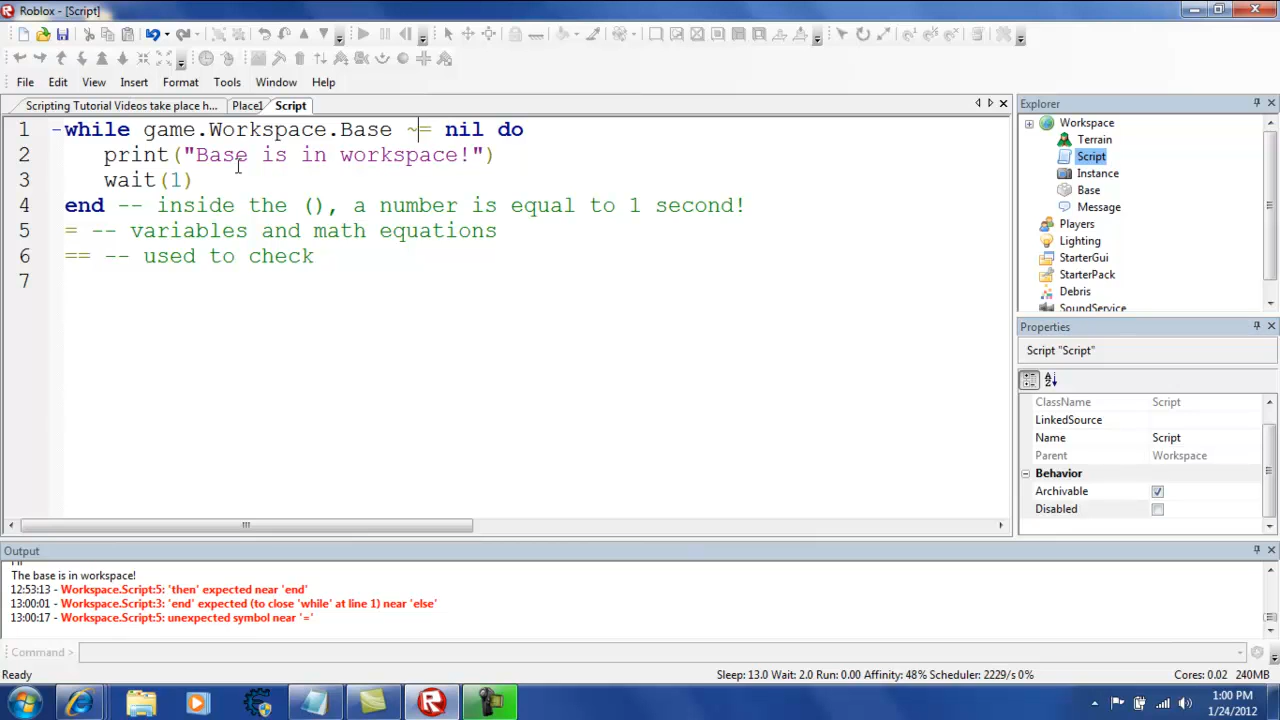 Roblox - [Script]
File Edit View Insert Format Tools Window Help
Scripting Tutorial Videos take place h... Place1 Script
1 -while game.Workspace.Base ~= nil do
2 print("Base is in workspace!")
3 wait(1)
4 end -- inside the (), a number is equal to 1 second!
5 = -- variables and math equations
6 == -- used to check
7
Explorer
Workspace
Terrain
Script
Instance
Base
Message
Players
Lighting
StarterGui
StarterPack
Debris
SoundService
Properties
Script "Script"
ClassName Script
LinkedSource
Name Script
Parent Workspace
Behavior
Archivable
Disabled
Output
The base is in workspace!
12:53:13 - Workspace.Script:5: 'then' expected near 'end'
13:00:01 - Workspace.Script:3: 'end' expected (to close 'while' at line 1) near 'else'
13:00:17 - Workspace.Script:5: unexpected symbol near '='
Command >
Ready Sleep: 13.0 Wait: 2.0 Run: 0.00 Affinity: 48% Scheduler: 2229/s 0% Cores: 0.02 240MB
1:00 PM
1/24/2012